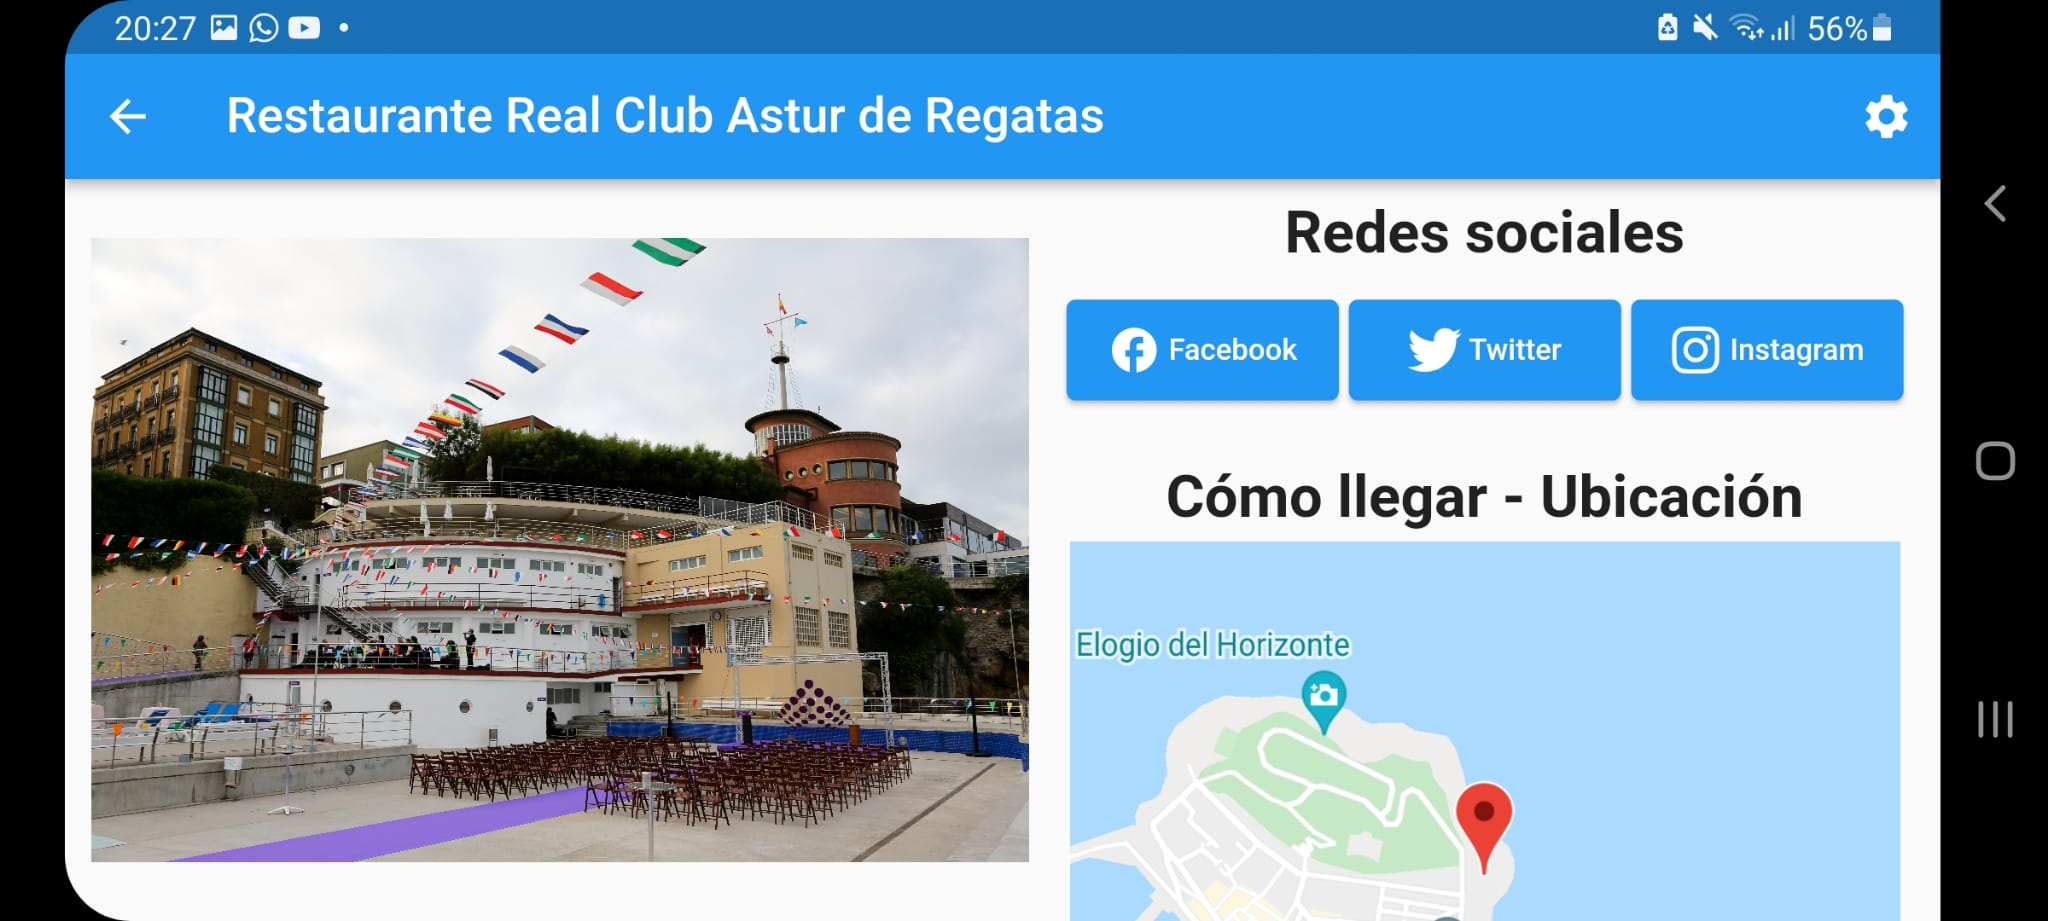 20:27
56%
Restaurante Real Club Astur de Regatas
Redes sociales
Facebook
Twitter
Instagram
Cómo llegar - Ubicación
Elogio del Horizonte